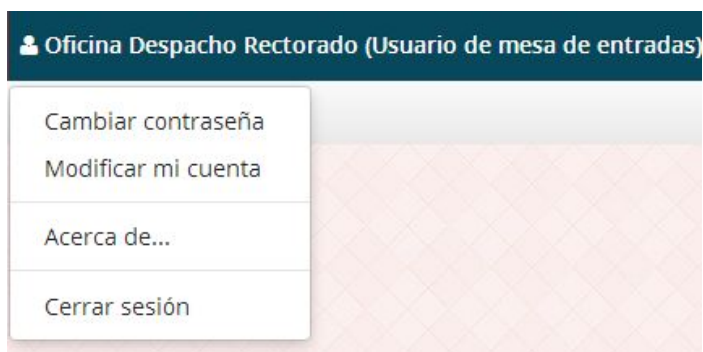 Oficina Despacho Rectorado (Usuario de mesa de entradas)
Cambiar contraseña
Modificar mi cuenta
Acerca de...
Cerrar sesión